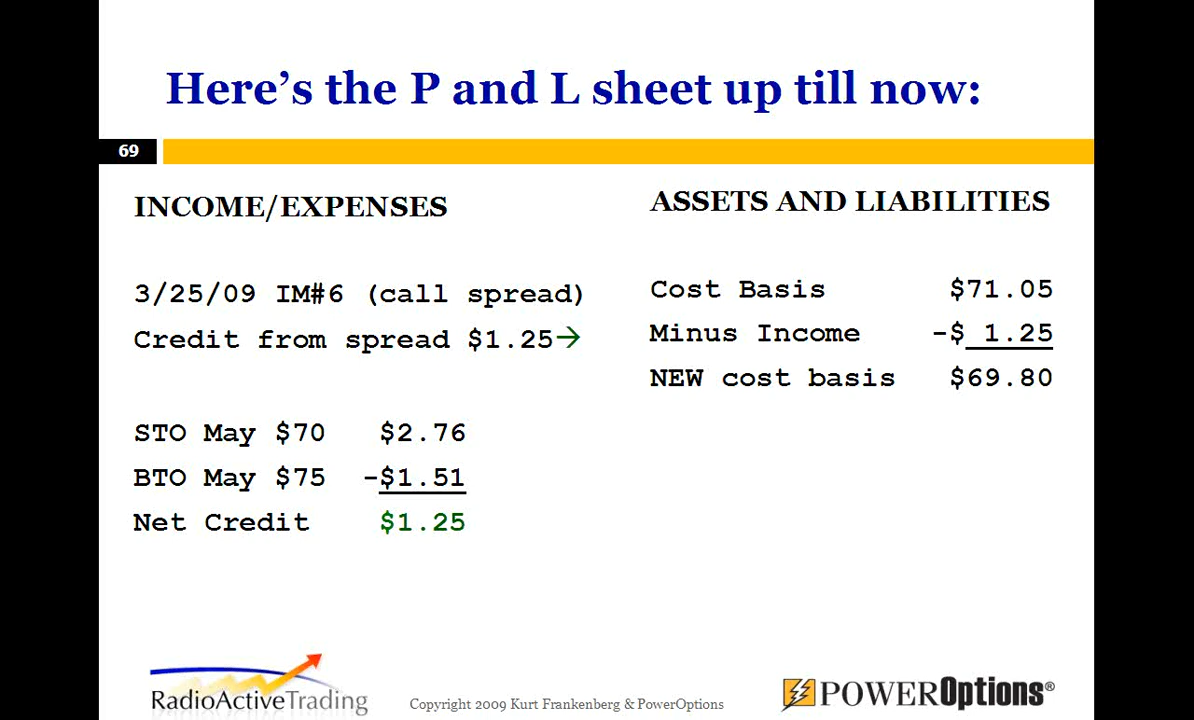 Here's the P and L sheet up till now:
69
INCOME/EXPENSES
3/25/09 IM#6 (call spread)
Credit from spread $1.25→
STO May $70 $2.76
BTO May $75 -$1.51
Net Credit $1.25
ASSETS AND LIABILITIES
Cost Basis $71.05
Minus Income -$ 1.25
NEW cost basis $69.80
RadioActiveTrading
Copyright 2009 Kurt Frankenberg & PowerOptions
POWEROptions®